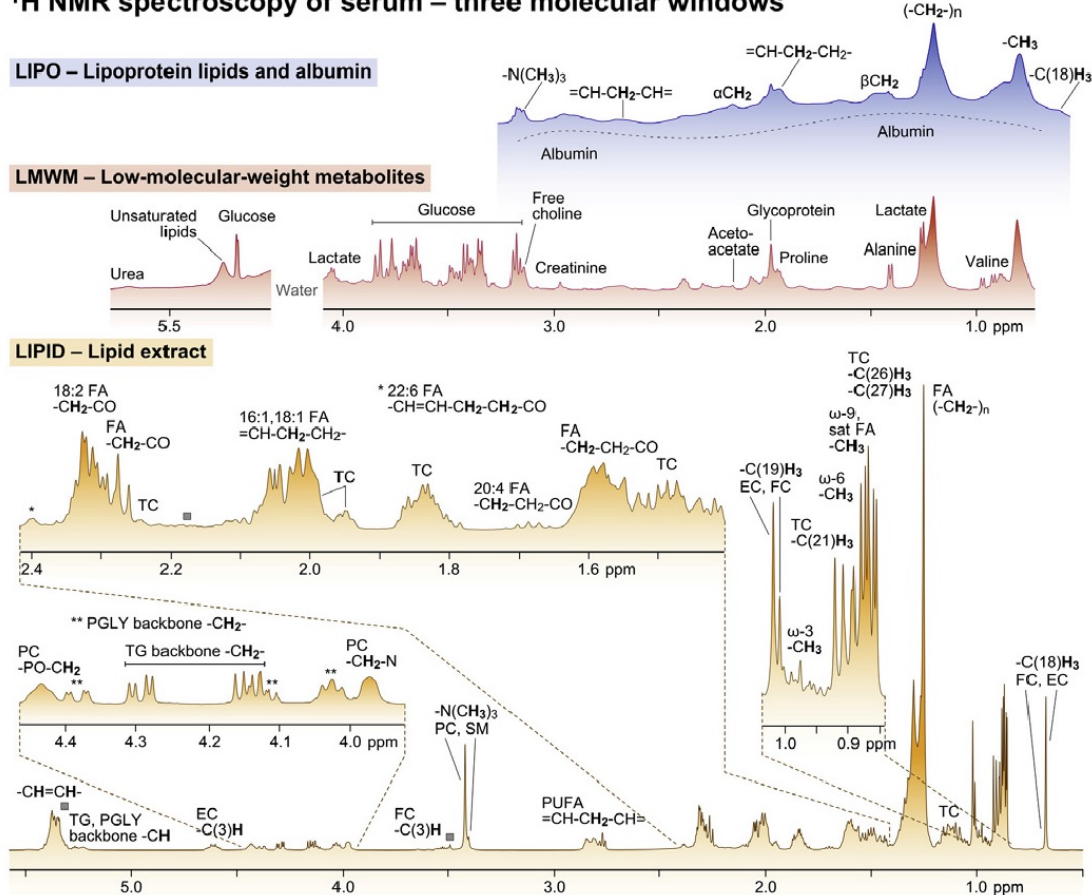 ¹H NMR spectroscopy of serum – three molecular windows
LIPO – Lipoprotein lipids and albumin
-N(CH₃)₃
=CH-CH₂-CH=
αCH₂
=CH-CH₂-CH₂-
βCH₂
(-CH₂-)n
-CH₃
-C(18)H₃
Albumin
Albumin
LMWM – Low-molecular-weight metabolites
Unsaturated
lipids
Glucose
Urea
Water
Lactate
Glucose
Free
choline
Creatinine
Aceto-
acetate
Glycoprotein
Proline
Lactate
Alanine
Valine
5.5
4.0
3.0
2.0
1.0 ppm
LIPID – Lipid extract
18:2 FA
-CH₂-CO
FA
-CH₂-CO
TC
*
16:1,18:1 FA
=CH-CH₂-CH₂-
TC
* 22:6 FA
-CH=CH-CH₂-CH₂-CO
TC
20:4 FA
-CH₂-CH₂-CO
FA
-CH₂-CH₂-CO
TC
2.4
2.2
2.0
1.8
1.6 ppm
-C(19)H₃
EC, FC
ω-3
-CH₃
TC
-C(21)H₃
ω-6
-CH₃
ω-9,
sat FA
-CH₃
TC
-C(26)H₃
-C(27)H₃
FA
(-CH₂-)n
1.0
0.9 ppm
-C(18)H₃
FC, EC
** PGLY backbone -CH₂-
PC
-PO-CH₂
**
TG backbone -CH₂-
**
**
PC
-CH₂-N
4.4
4.3
4.2
4.1
4.0 ppm
-CH=CH-
TG, PGLY
backbone -CH
EC
-C(3)H
FC
-C(3)H
-N(CH₃)₃
PC, SM
PUFA
=CH-CH₂-CH=
TC
5.0
4.0
3.0
2.0
1.0 ppm